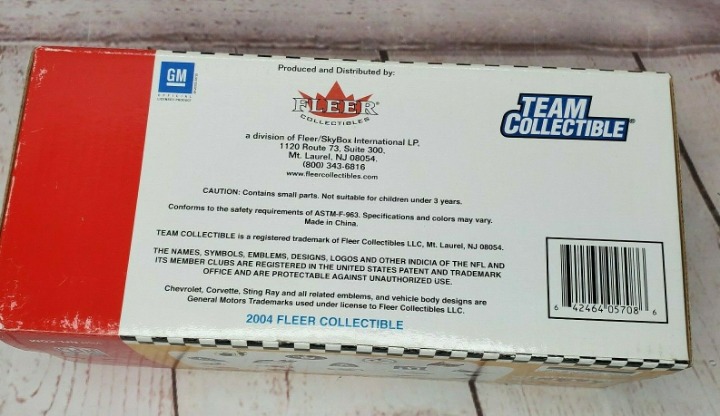 GM
OFFICIAL
LICENSED PRODUCT
Produced and Distributed by:
FLEER®
COLLECTIBLES
a division of Fleer/SkyBox International LP,
1120 Route 73, Suite 300,
Mt. Laurel, NJ 08054.
(800) 343-6816
www.fleercollectibles.com
TEAM
COLLECTIBLE®
CAUTION: Contains small parts. Not suitable for children under 3 years.
Conforms to the safety requirements of ASTM-F-963. Specifications and colors may vary.
Made in China.
TEAM COLLECTIBLE is a registered trademark of Fleer Collectibles LLC, Mt. Laurel, NJ 08054.
THE NAMES, SYMBOLS, EMBLEMS, DESIGNS, LOGOS AND OTHER INDICIA OF THE NFL AND
ITS MEMBER CLUBS ARE REGISTERED IN THE UNITED STATES PATENT AND TRADEMARK
OFFICE AND ARE PROTECTABLE AGAINST UNAUTHORIZED USE.
Chevrolet, Corvette, Sting Ray and all related emblems, and vehicle body designs are
General Motors Trademarks used under license to Fleer Collectibles LLC.
2004 FLEER COLLECTIBLE
6 42464 05708 6